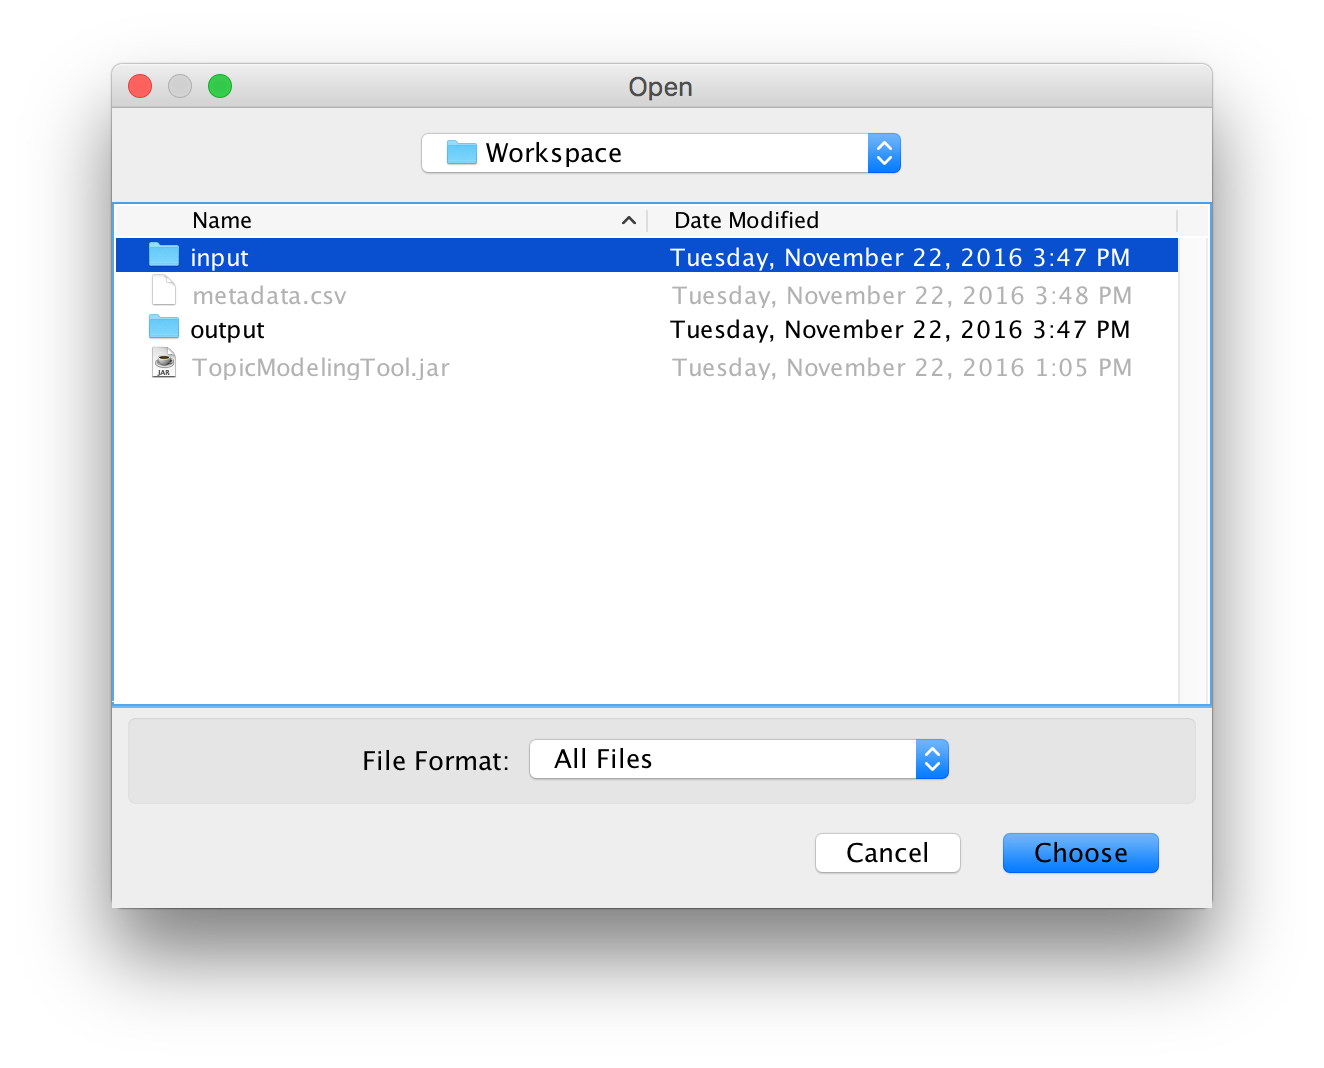 Open
Workspace
Name Date Modified
input Tuesday, November 22, 2016 3:47 PM
metadata.csv Tuesday, November 22, 2016 3:48 PM
output Tuesday, November 22, 2016 3:47 PM
JAR TopicModelingTool.jar Tuesday, November 22, 2016 1:05 PM
File Format: All Files
Cancel Choose